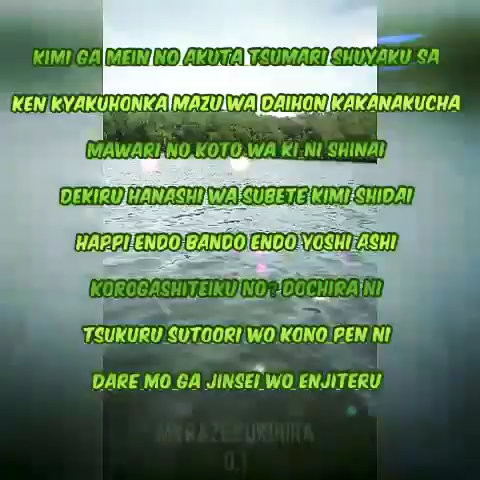 KIMI GA MEIN NO AKUTA TSUMARI SHUYAKU SA
KEN KYAKUHONKA MAZU WA DAIHON KAKANAKUCHA
MAWARI NO KOTO WA KI NI SHINAI
DEKIRU HANASHI WA SUBETE KIMI SHIDAI
HAPPI ENDO BANDO ENDO YOSHI ASHI
KOROGASHITEIKU NO? DOCHIRA NI
TSUKURU SUTOORI WO KONO PEN NI
DARE MO GA JINSEI WO ENJITERU
0.1